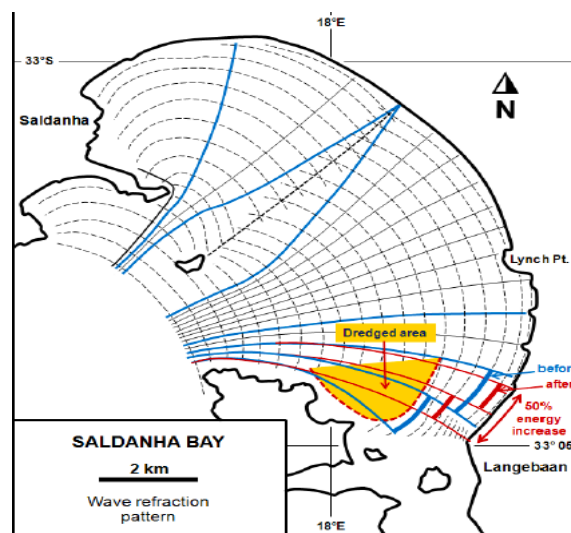 18°E
33°S
Saldanha
N
Lynch Pt.
Dredged area
befor
after
50%
energy
increase
SALDANHA BAY
2 km
Wave refraction
pattern
33° 05
Langebaan
18°E